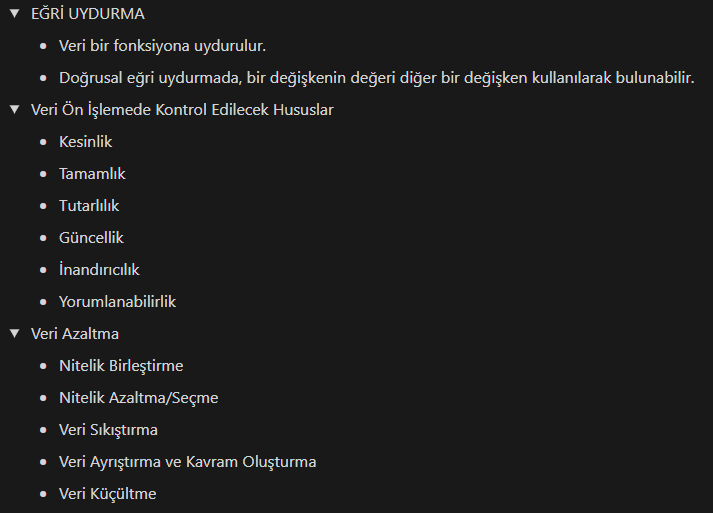 EĞRİ UYDURMA
Veri bir fonksiyona uydurulur.
Doğrusal eğri uydurmada, bir değişkenin değeri diğer bir değişken kullanılarak bulunabilir.
Veri Ön İşlemede Kontrol Edilecek Hususlar
Kesinlik
Tamamlık
Tutarlılık
Güncellik
İnandırıcılık
Yorumlanabilirlik
Veri Azaltma
Nitelik Birleştirme
Nitelik Azaltma/Seçme
Veri Sıkıştırma
Veri Ayrıştırma ve Kavram Oluşturma
Veri Küçültme